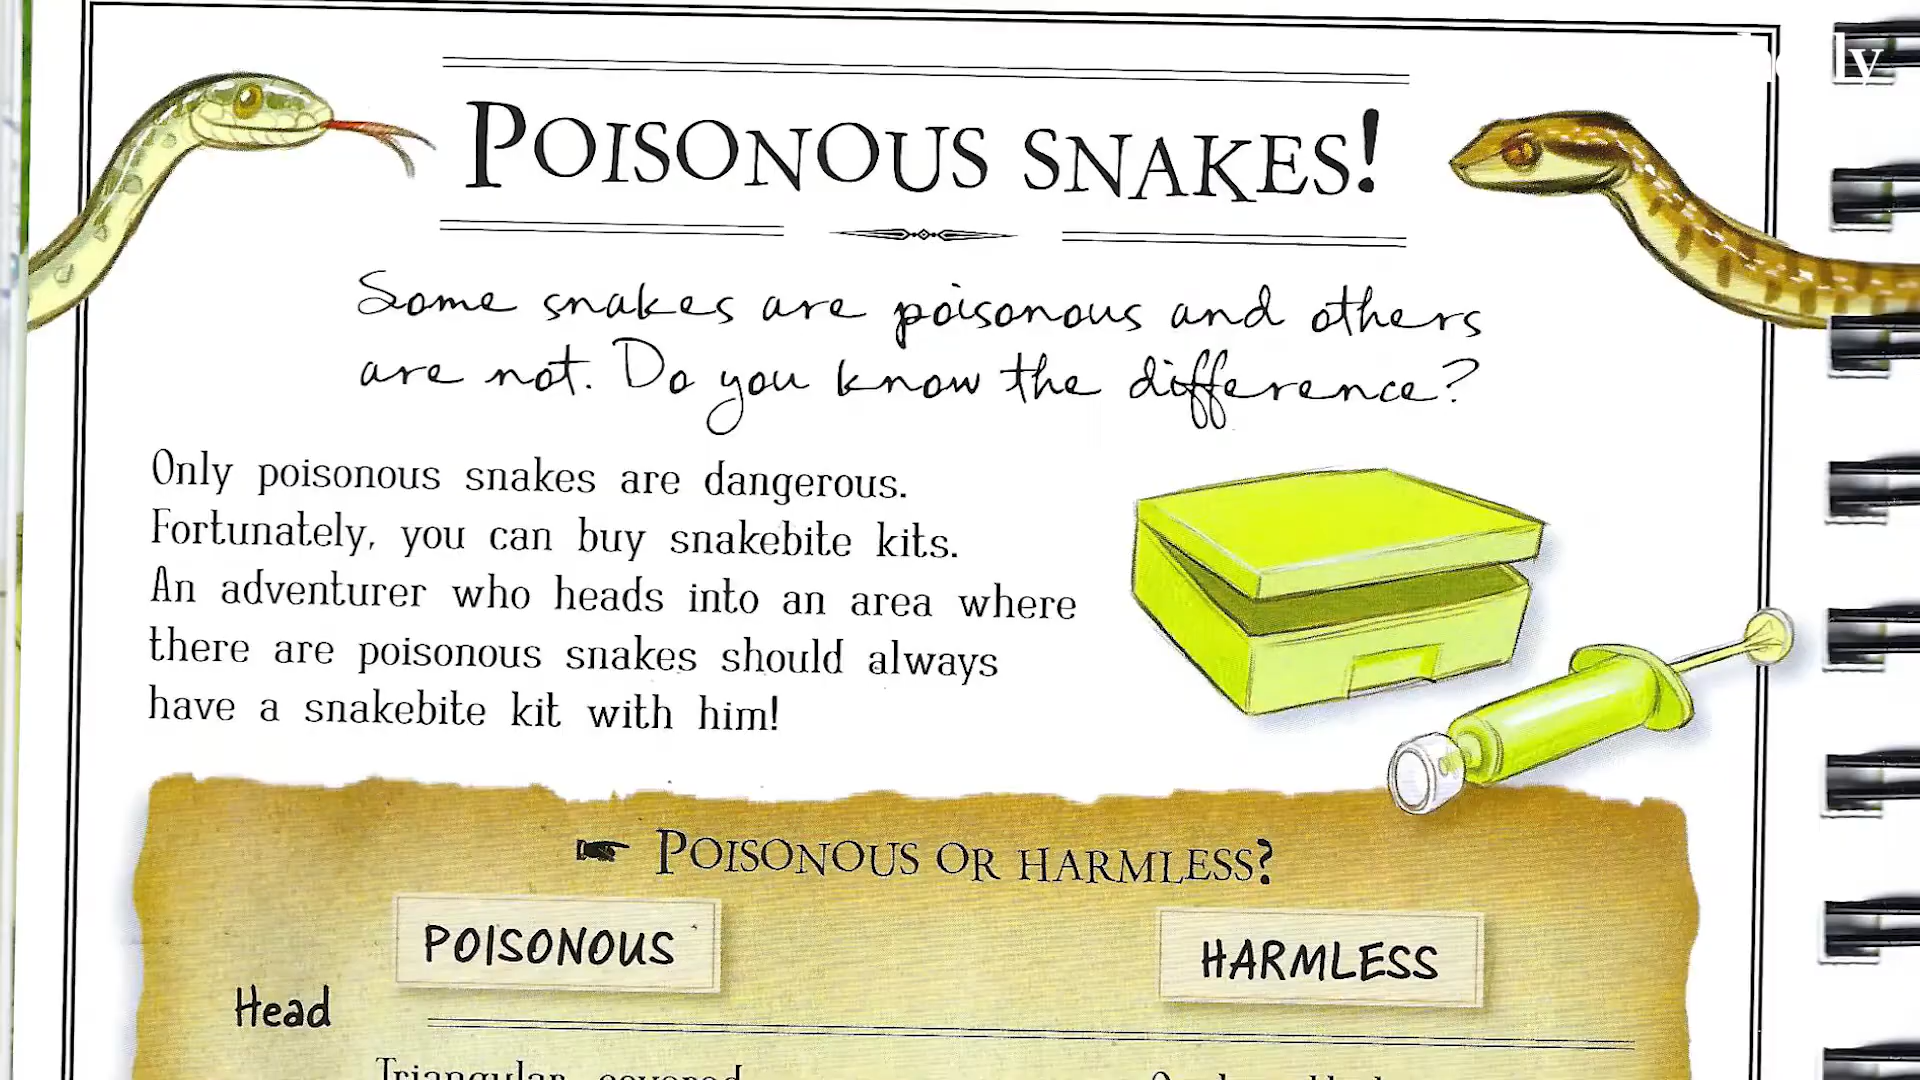 POISONOUS SNAKES!
Some snakes are poisonous and others
are not. Do you know the difference?
Only poisonous snakes are dangerous.
Fortunately, you can buy snakebite kits.
An adventurer who heads into an area where
there are poisonous snakes should always
have a snakebite kit with him!
POISONOUS OR HARMLESS?
POISONOUS
HARMLESS
Head
Triangular, covered